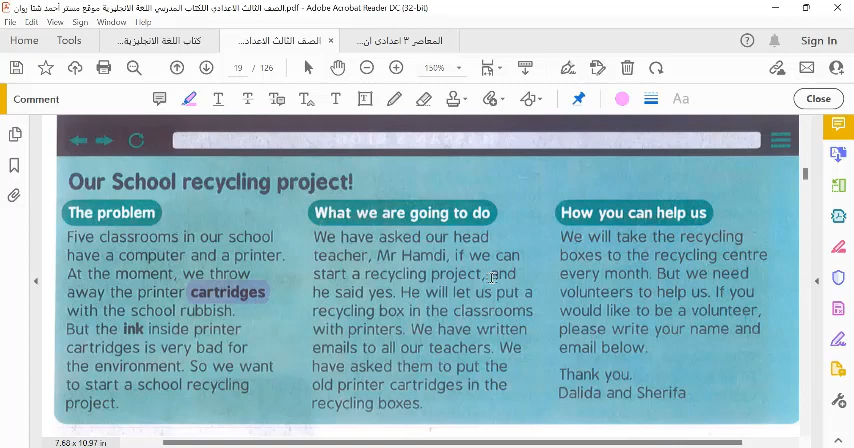 الصف الثالث الاعدادى اللكتاب المدرسي اللغة الانجليزية موقع مستر أحمد شتا روان.pdf - Adobe Acrobat Reader DC (32-bit)
File Edit View Sign Window Help
Home Tools
كتاب اللغة الانجليزية...
الصف الثالث الاعداد...
المعاصر ٣ اعدادى ان...
Sign In
19 / 126
150%
Comment
Aa
Close
Our School recycling project!
The problem
Five classrooms in our school
have a computer and a printer.
At the moment, we throw
away the printer cartridges
with the school rubbish.
But the ink inside printer
cartridges is very bad for
the environment. So we want
to start a school recycling
project.
What we are going to do
We have asked our head
teacher, Mr Hamdi, if we can
start a recycling project, and
he said yes. He will let us put a
recycling box in the classrooms
with printers. We have written
emails to all our teachers. We
have asked them to put the
old printer cartridges in the
recycling boxes.
How you can help us
We will take the recycling
boxes to the recycling centre
every month. But we need
volunteers to help us. If you
would like to be a volunteer,
please write your name and
email below.
Thank you.
Dalida and Sherifa
7.68 x 10.97 in